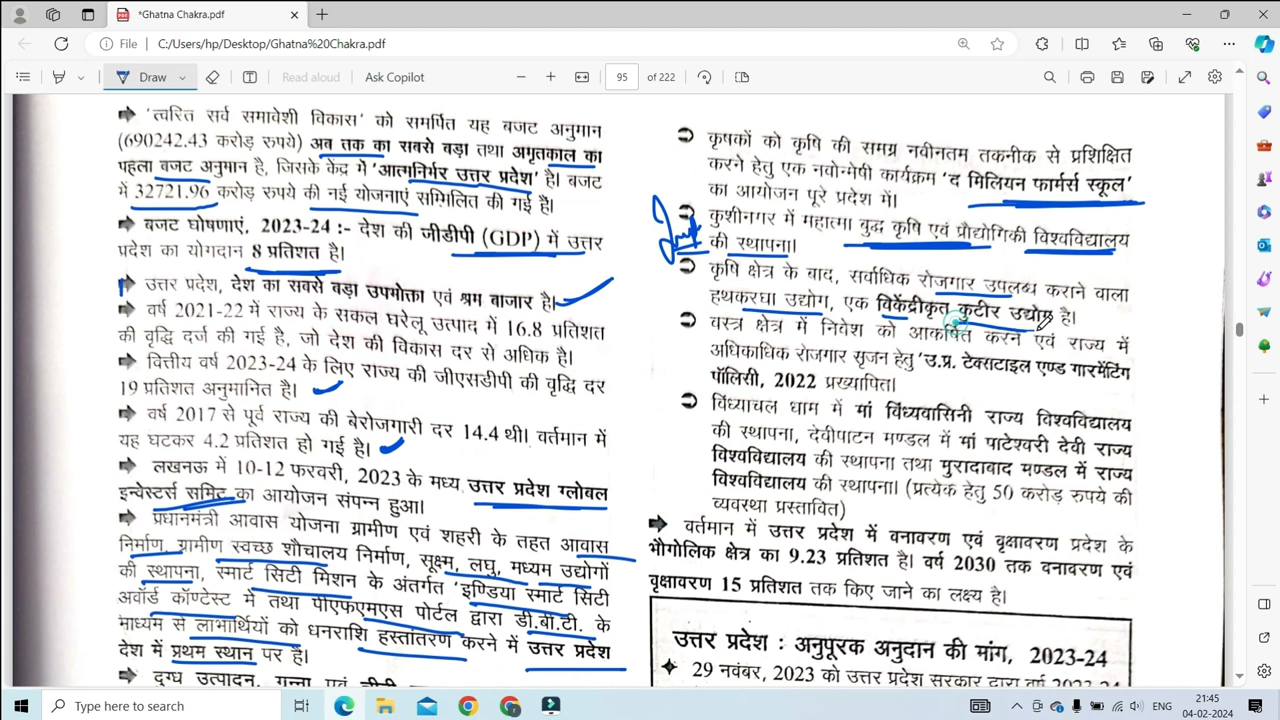 *Ghatna Chakra.pdf
File C:/Users/hp/Desktop/Ghatna%20Chakra.pdf
Draw Read aloud Ask Copilot 95 of 222
'त्वरित सर्व समावेशी विकास' को समर्पित यह बजट अनुमान
(690242.43 करोड़ रुपये) अब तक का सबसे बड़ा तथा अमृतकाल का
पहला बजट अनुमान है, जिसके केंद्र में 'आत्मनिर्भर उत्तर प्रदेश' है। बजट
में 32721.96 करोड़ रुपये की नई योजनाएं सम्मिलित की गई है।
बजट घोषणाएं, 2023-24 :- देश की जीडीपी (GDP) में उत्तर
प्रदेश का योगदान 8 प्रतिशत है।
उत्तर प्रदेश, देश का सबसे बड़ा उपभोक्ता एवं श्रम बाजार है।
वर्ष 2021-22 में राज्य के सकल घरेलू उत्पाद में 16.8 प्रतिशत
की वृद्धि दर्ज की गई है, जो देश की विकास दर से अधिक है।
वित्तीय वर्ष 2023-24 के लिए राज्य की जीएसडीपी की वृद्धि दर
19 प्रतिशत अनुमानित है।
वर्ष 2017 से पूर्व राज्य की बेरोजगारी दर 14.4 थी। वर्तमान में
यह घटकर 4.2 प्रतिशत हो गई है।
लखनऊ में 10-12 फरवरी, 2023 के मध्य उत्तर प्रदेश ग्लोबल
इन्वेस्टर्स समिट का आयोजन संपन्न हुआ।
प्रधानमंत्री आवास योजना ग्रामीण एवं शहरी के तहत आवास
निर्माण, ग्रामीण स्वच्छ शौचालय निर्माण, सूक्ष्म, लघु, मध्यम उद्योगों
की स्थापना, स्मार्ट सिटी मिशन के अंतर्गत 'इण्डिया स्मार्ट सिटी
अवॉर्ड कॉण्टेस्ट में तथा पीएफएमएस पोर्टल द्वारा डी.बी.टी. के
माध्यम से लाभार्थियों को धनराशि हस्तांतरण करने में उत्तर प्रदेश
देश में प्रथम स्थान पर है।
दुग्ध उत्पादन, गन्ना एवं चीनी
कृषकों को कृषि की समग्र नवीनतम तकनीक से प्रशिक्षित
करने हेतु एक नवोन्मेषी कार्यक्रम 'द मिलियन फार्मर्स स्कूल'
का आयोजन पूरे प्रदेश में।
कुशीनगर में महात्मा बुद्ध कृषि एवं प्रौद्योगिकी विश्वविद्यालय
की स्थापना।
कृषि क्षेत्र के बाद, सर्वाधिक रोजगार उपलब्ध कराने वाला
हथकरघा उद्योग, एक विकेंद्रीकृत कुटीर उद्योग है।
वस्त्र क्षेत्र में निवेश को आकर्षित करने एवं राज्य में
अधिकाधिक रोजगार सृजन हेतु 'उ.प्र. टेक्सटाइल एण्ड गारमेंटिंग
पॉलिसी, 2022 प्रख्यापित।
विंध्याचल धाम में मां विंध्यवासिनी राज्य विश्वविद्यालय
की स्थापना, देवीपाटन मण्डल में मां पाटेश्वरी देवी राज्य
विश्वविद्यालय की स्थापना तथा मुरादाबाद मण्डल में राज्य
विश्वविद्यालय की स्थापना। (प्रत्येक हेतु 50 करोड़ रुपये की
व्यवस्था प्रस्तावित)
वर्तमान में उत्तर प्रदेश में वनावरण एवं वृक्षावरण प्रदेश के
भौगोलिक क्षेत्र का 9.23 प्रतिशत है। वर्ष 2030 तक वनावरण एवं
वृक्षावरण 15 प्रतिशत तक किए जाने का लक्ष्य है।
उत्तर प्रदेश : अनुपूरक अनुदान की मांग, 2023-24
29 नवंबर, 2023 को उत्तर प्रदेश सरकार द्वारा वर्ष 2023-24
Type here to search
ENG
21:45
04-02-2024